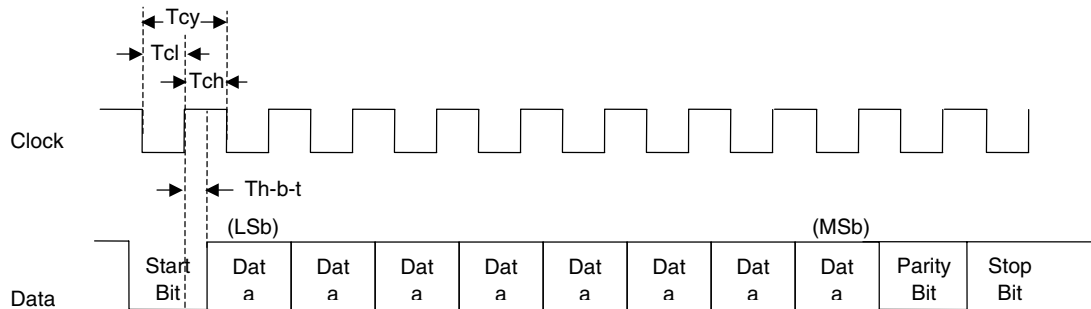 Tcy
Tcl
Tch
Clock
Th-b-t
(LSb) (MSb)
Start Dat Dat Dat Dat Dat Dat Dat Dat Parity Stop
Bit a a a a a a a a Bit Bit
Data